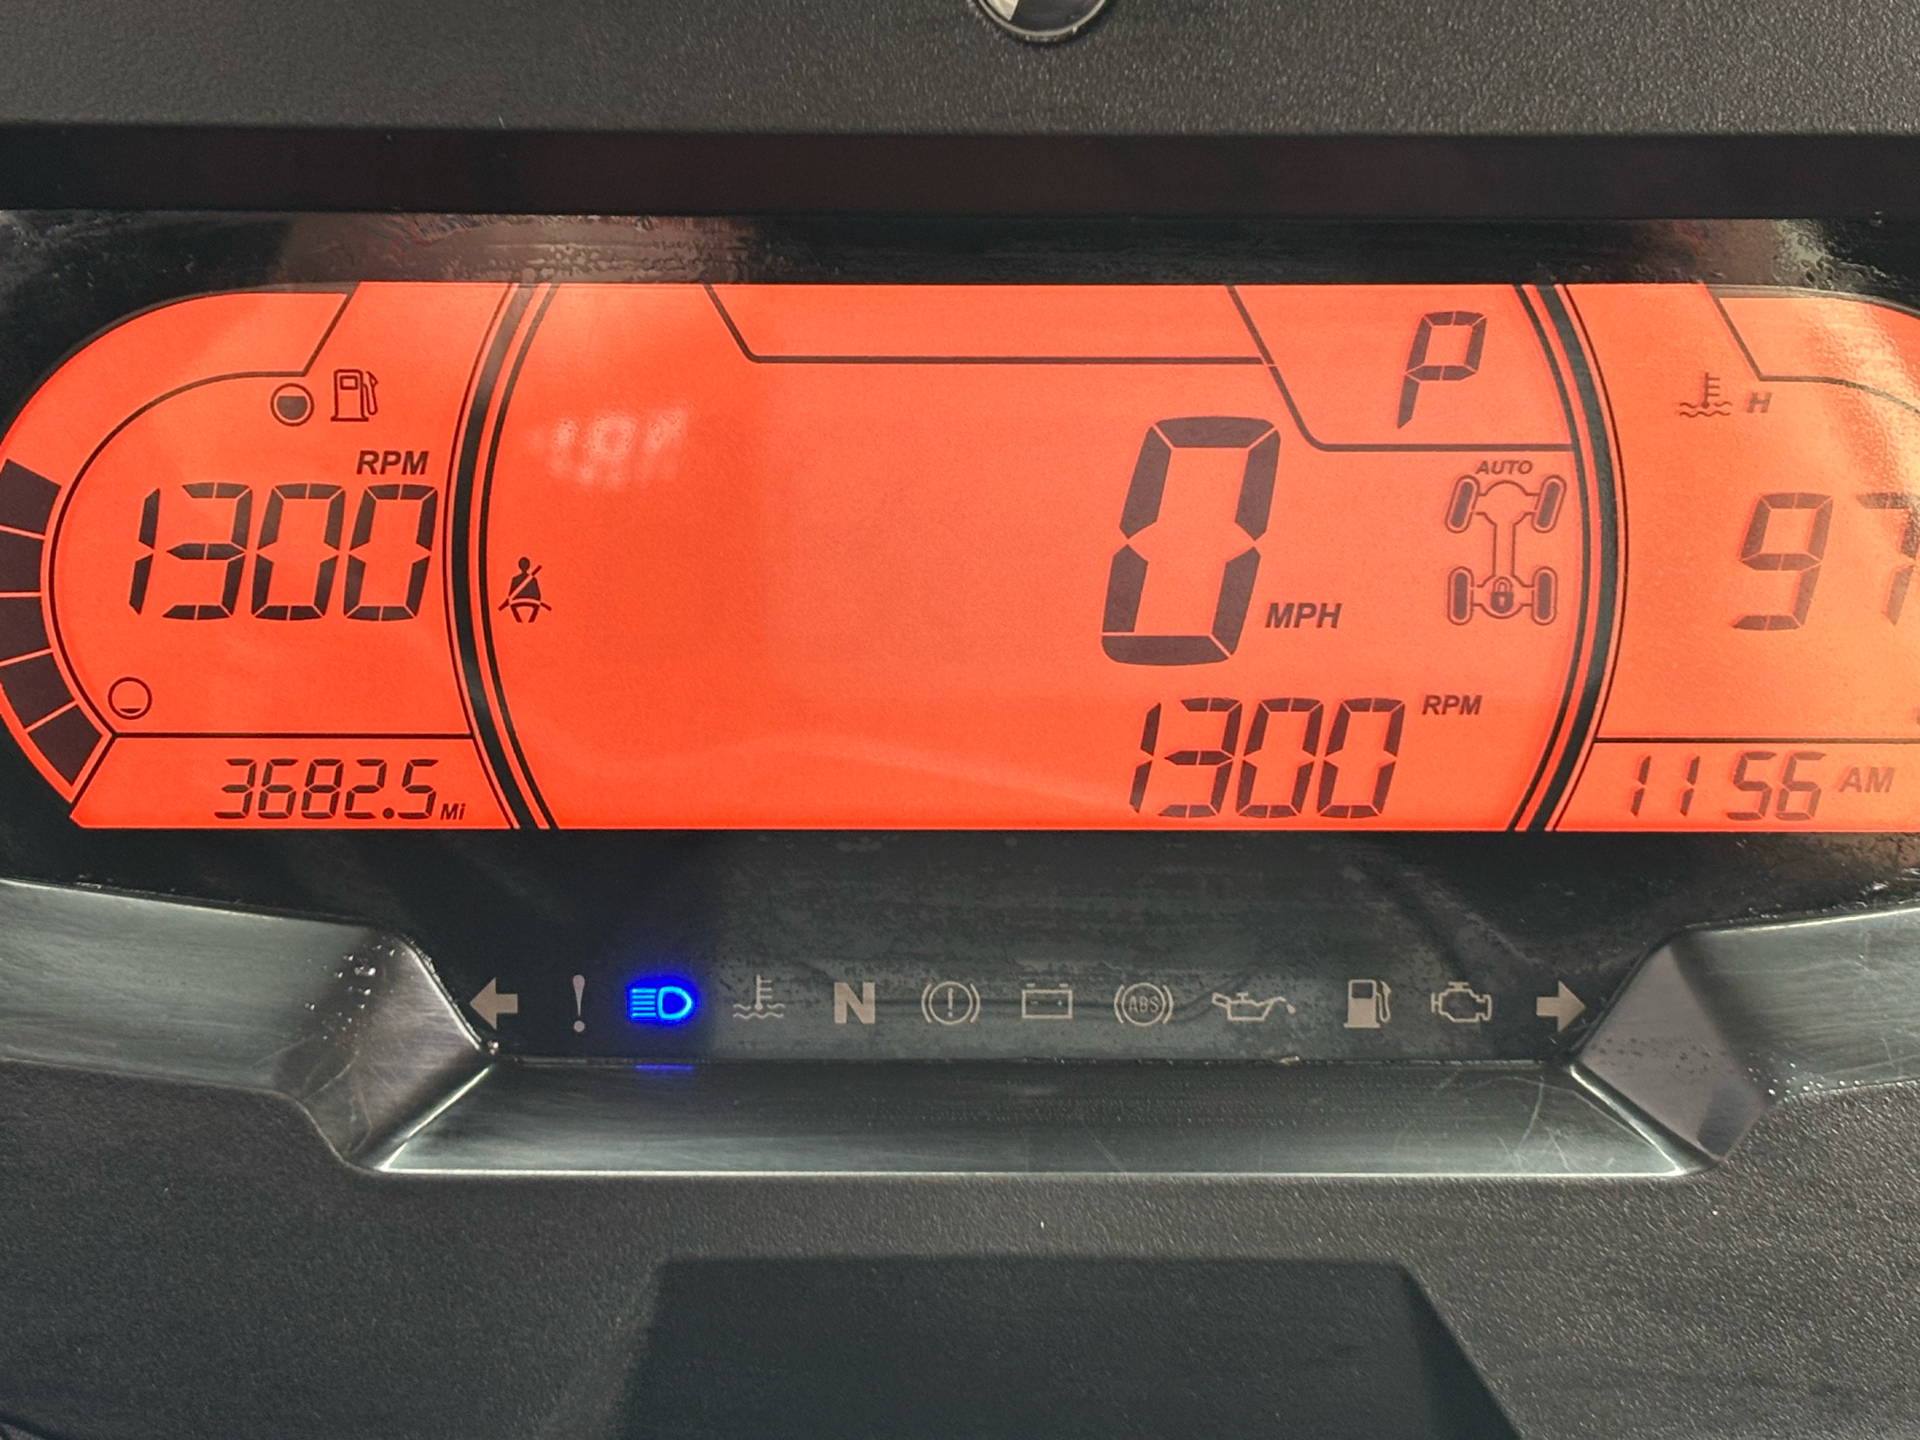 P
H
RPM
AUTO
1300
0
MPH
97
1300
RPM
3682.5 Mi
11 56 AM
! N ! ABS